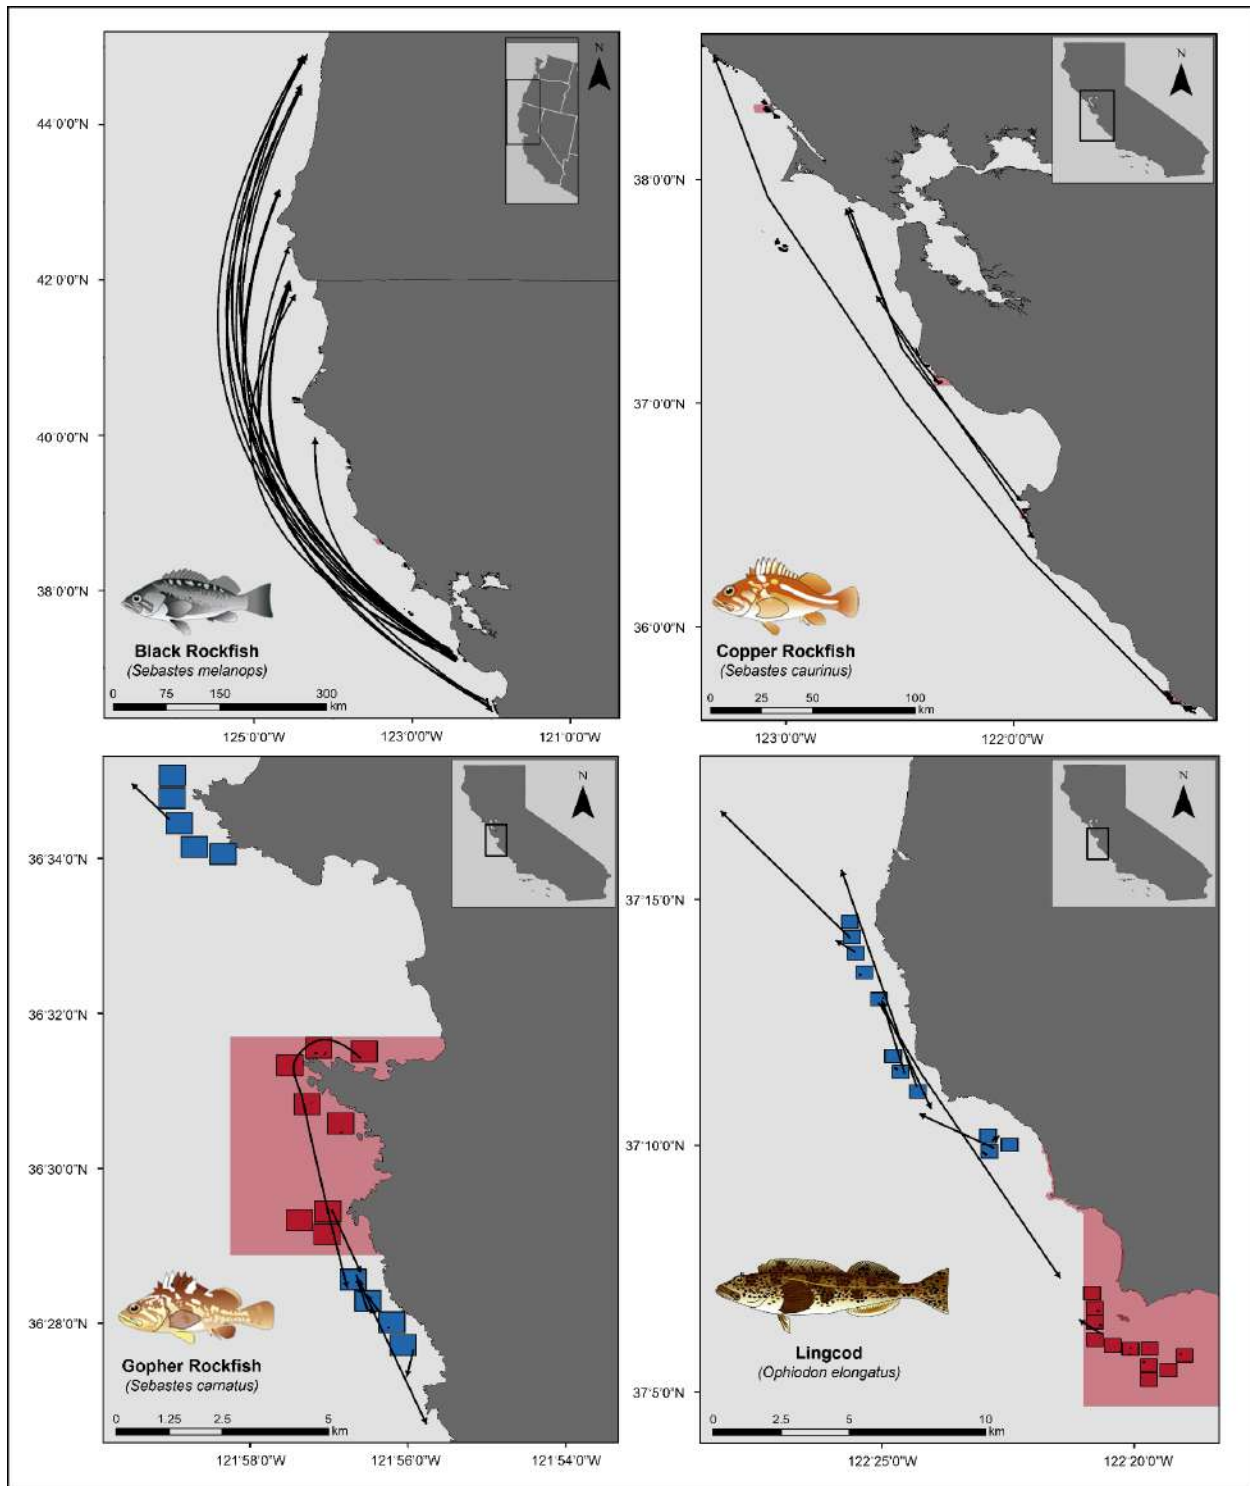 N
44°0'0"N
42°0'0"N
40°0'0"N
38°0'0"N
Black Rockfish
(Sebastes melanops)
0 75 150 300
km
125°0'0"W 123°0'0"W 121°0'0"W
N
38°0'0"N
37°0'0"N
36°0'0"N
Copper Rockfish
(Sebastes caurinus)
0 25 50 100
km
123°0'0"W 122°0'0"W
N
36°34'0"N
36°32'0"N
36°30'0"N
36°28'0"N
Gopher Rockfish
(Sebastes carnatus)
0 1.25 2.5 5
km
121°58'0"W 121°56'0"W 121°54'0"W
N
37°15'0"N
37°10'0"N
37°5'0"N
Lingcod
(Ophiodon elongatus)
0 2.5 5 10
km
122°25'0"W 122°20'0"W